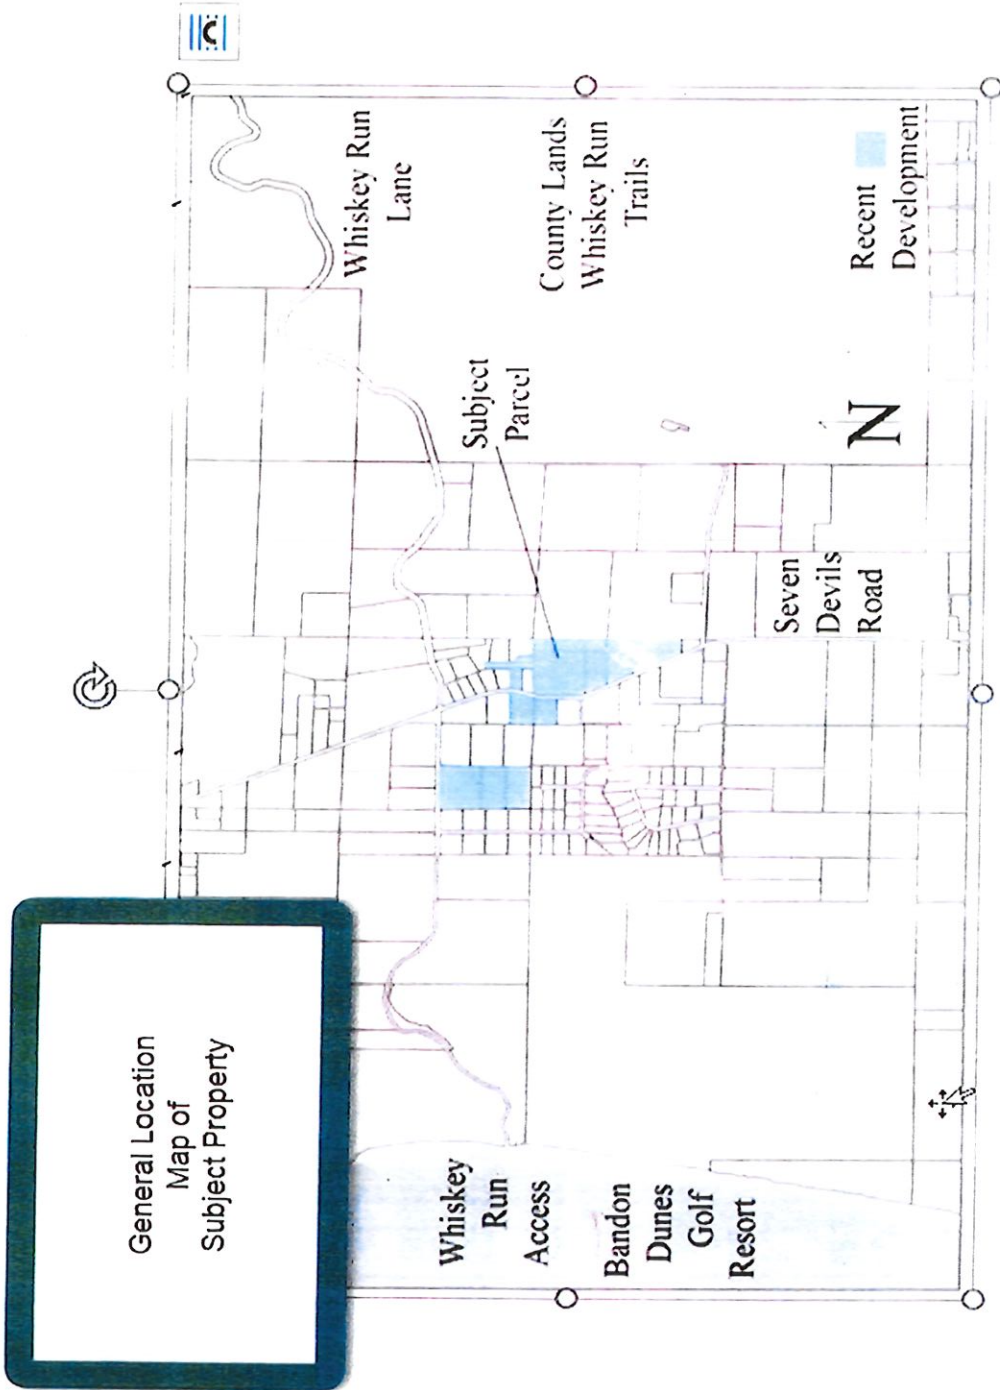 General Location
Map of
Subject Property
Whiskey Run
Lane
County Lands
Whiskey Run
Trails
Subject
Parcel
Recent
Development
N
Seven
Devils
Road
Whiskey
Run
Access
Bandon
Dunes
Golf
Resort